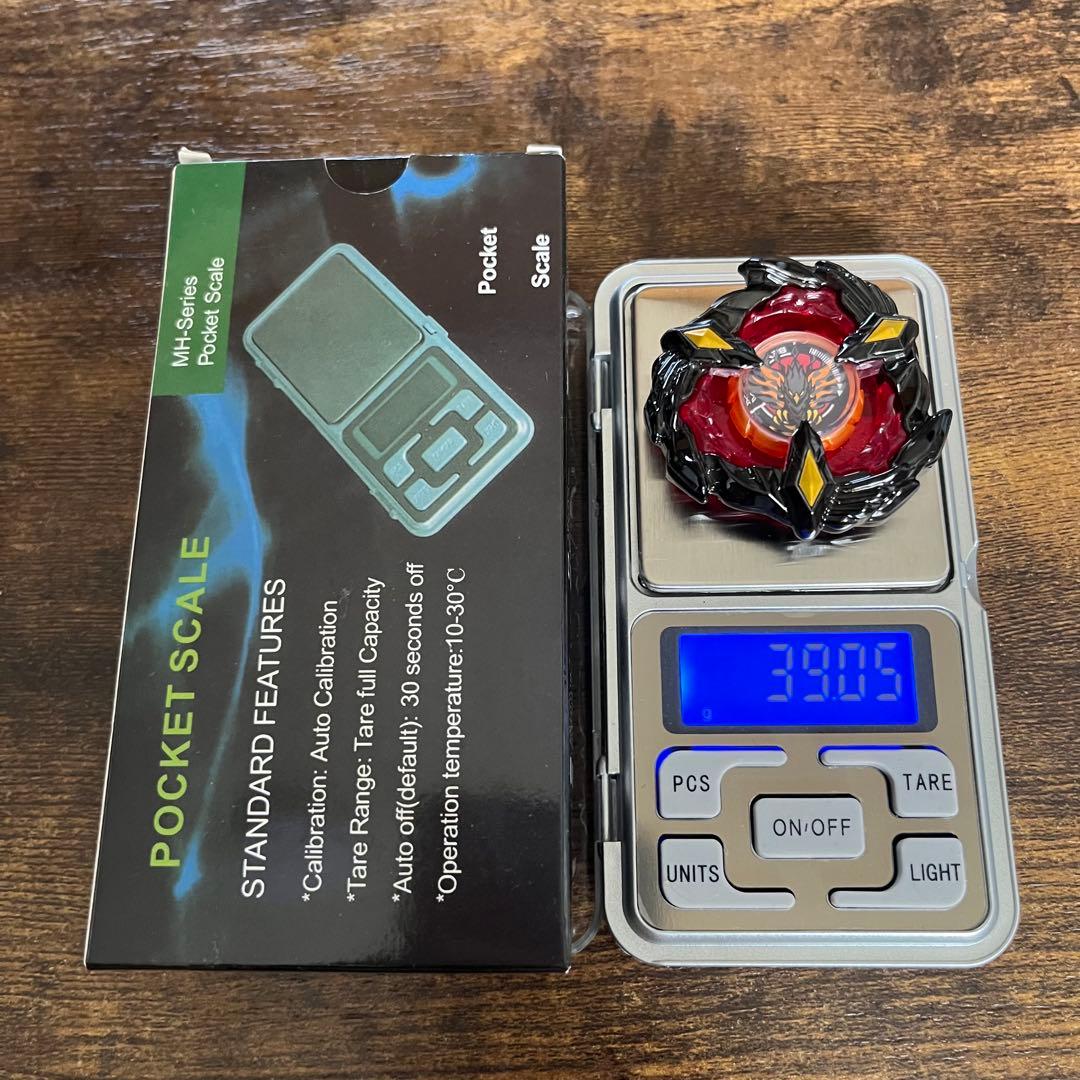 MH-Series
Pocket Scale
Pocket
Scale
POCKET SCALE
STANDARD FEATURES
*Calibration: Auto Calibration
*Tare Range: Tare full Capacity
*Auto off(default): 30 seconds off
*Operation temperature:10-30°C
39.05
g
PCS
TARE
ON/OFF
UNITS
LIGHT